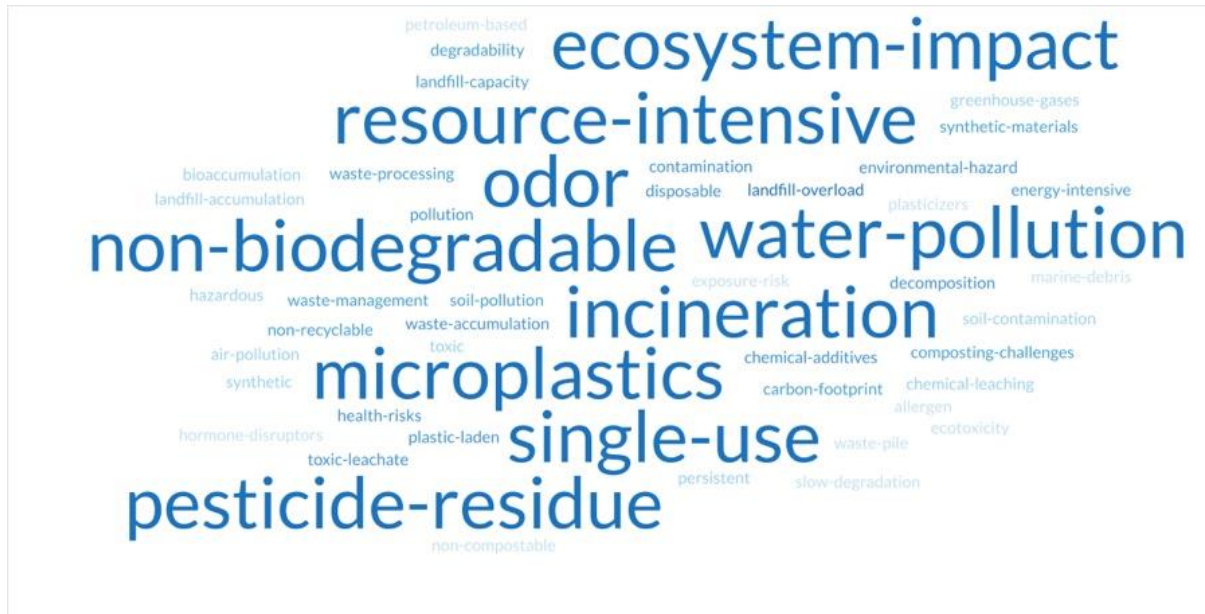 petroleum-based
ecosystem-impact
degradability
landfill-capacity
resource-intensive
greenhouse-gases
synthetic-materials
bioaccumulation
waste-processing
odor
contamination
environmental-hazard
landfill-accumulation
disposable
landfill-overload
energy-intensive
pollution
plasticizers
non-biodegradable
water-pollution
exposure-risk
decomposition
marine-debris
hazardous
waste-management
soil-pollution
incineration
non-recyclable
waste-accumulation
soil-contamination
air-pollution
toxic
microplastics
chemical-additives
composting-challenges
synthetic
carbon-footprint
chemical-leaching
health-risks
allergen
hormone-disruptors
plastic-laden
single-use
waste-pile
ecotoxicity
toxic-leachate
persistent
slow-degradation
pesticide-residue
non-compostable